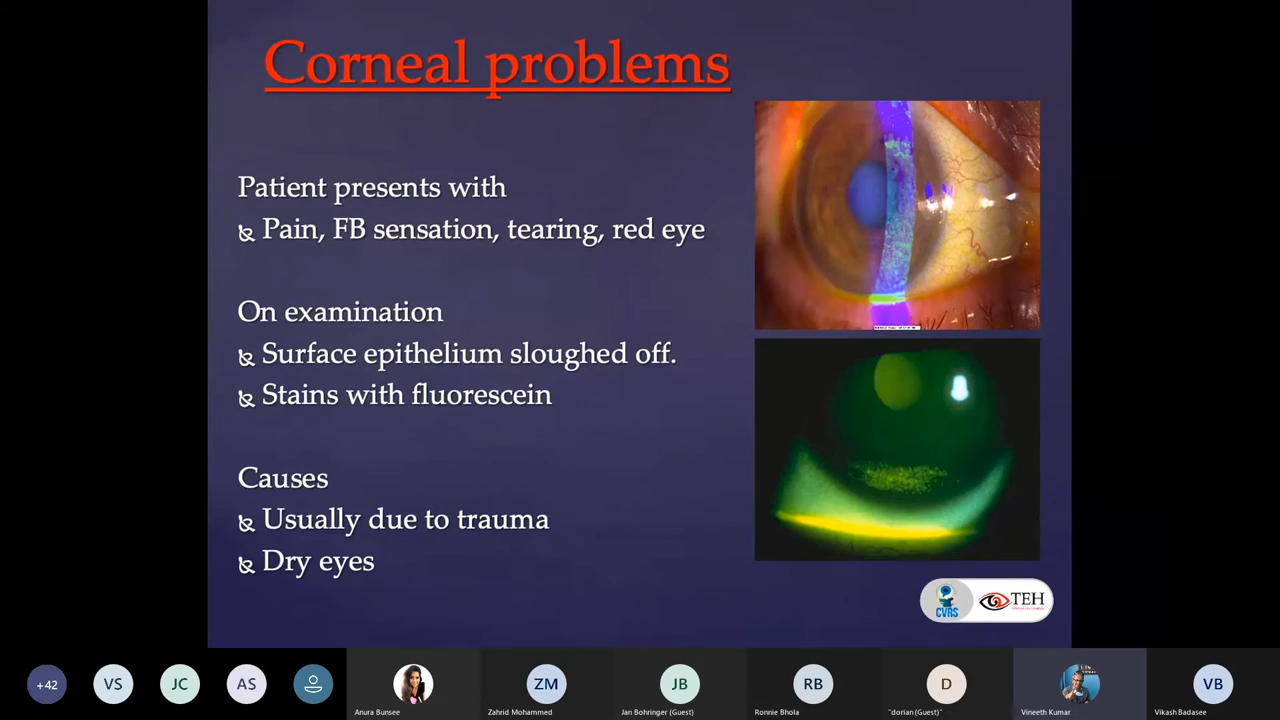 Corneal problems
Patient presents with
Pain, FB sensation, tearing, red eye
On examination
Surface epithelium sloughed off.
Stains with fluorescein
Causes
Usually due to trauma
Dry eyes
CVRS
TEH
+42
VS
JC
AS
Anura Bunsee
ZM
Zahrid Mohammed
JB
Jan Bohringer (Guest)
RB
Ronnie Bhola
D
"dorian (Guest)"
Vineeth Kumar
VB
Vikash Badasee